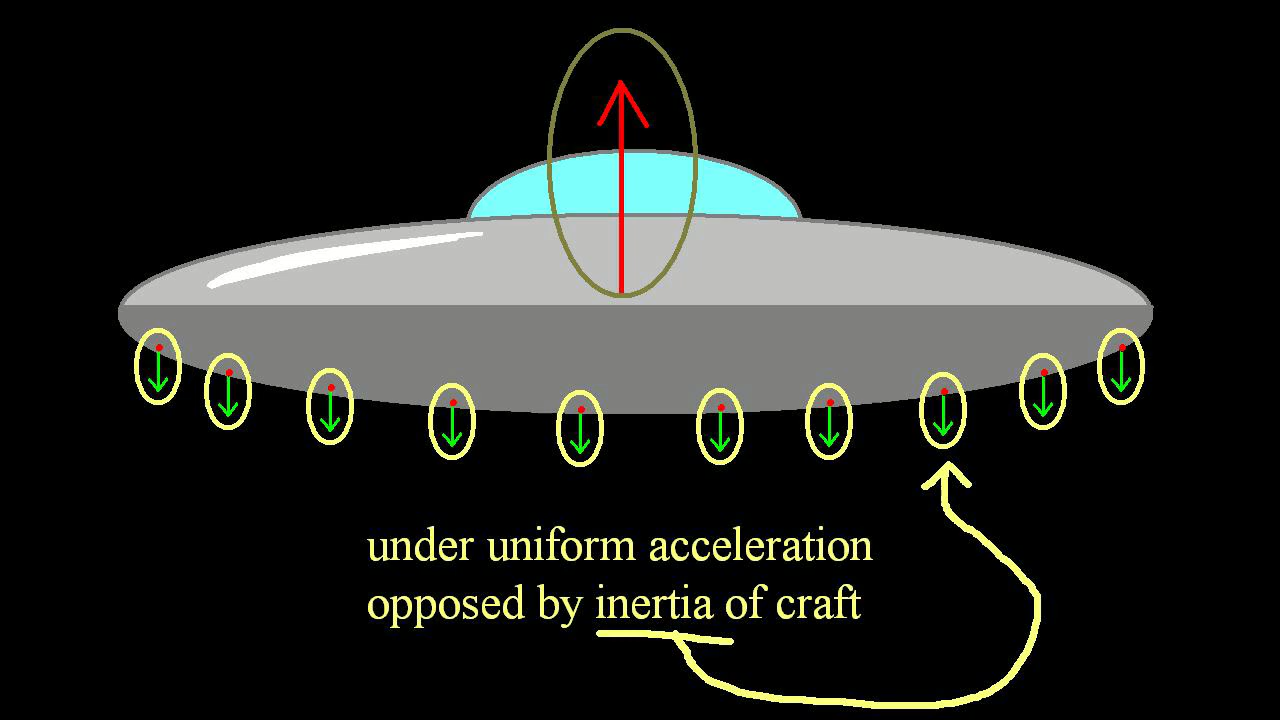 under uniform acceleration
opposed by inertia of craft